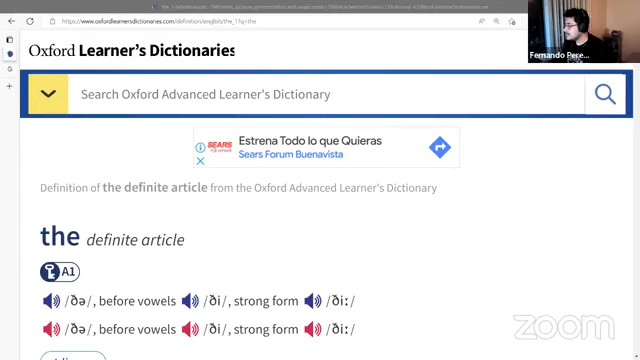 https://www.oxfordlearnersdictionaries.com/definition/english/the_1?q=the
Fernando Pere...
Oxford Learner's Dictionaries
Search Oxford Advanced Learner's Dictionary
SEARS
Estrena Todo lo que Quieras
Sears Forum Buenavista
Definition of the definite article from the Oxford Advanced Learner's Dictionary
the definite article
A1
/ðə/, before vowels /ði/, strong form /ðiː/
/ðə/, before vowels /ði/, strong form /ðiː/
zoom